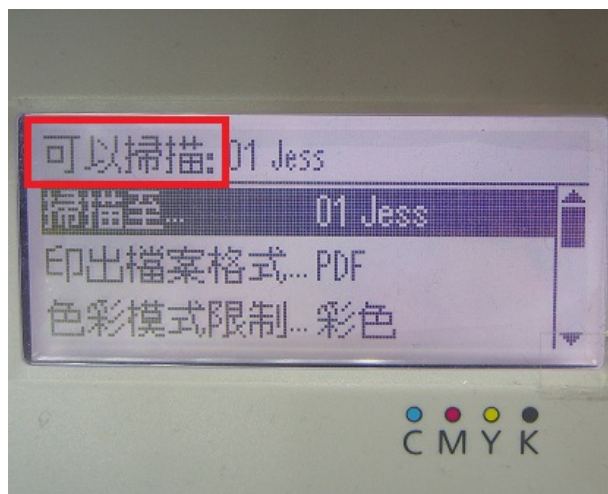 可以掃描: 01 Jess
掃描至... 01 Jess
印出檔案格式... PDF
色彩模式限制... 彩色
C M Y K